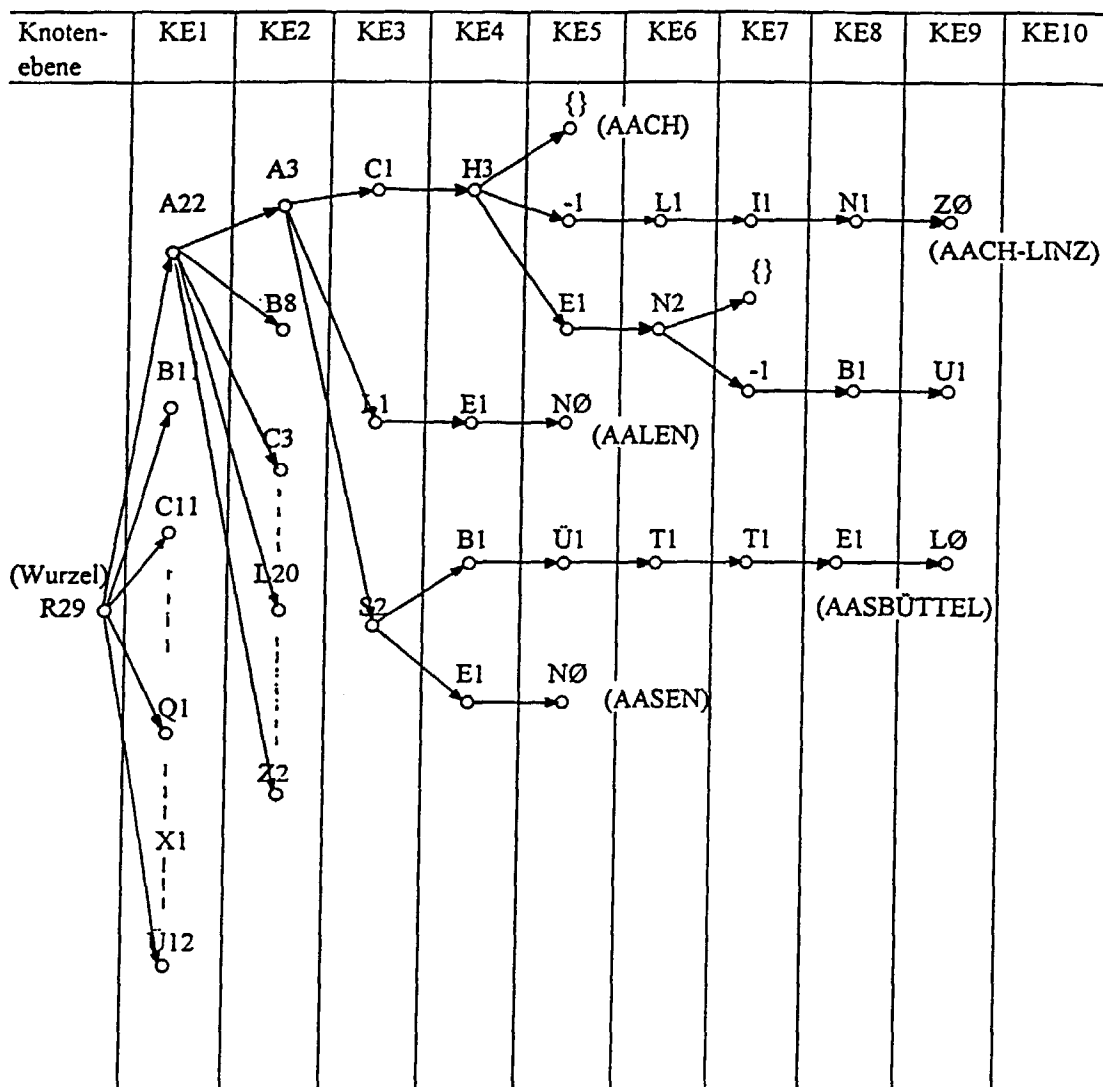 Knoten-
ebene
KE1 KE2 KE3 KE4 KE5 KE6 KE7 KE8 KE9 KE10
{} (AACH)
A3 C1 H3
A22 -1 L1 I1 N1 ZØ
(AACH-LINZ)
{}
B8 E1 N2
B11 -1 B1 U1
L1 E1 NØ
C3 (AALEN)
C11
B1 Ü1 T1 T1 E1 LØ
(Wurzel) L20
R29 S2 (AASBÜTTEL)
E1 NØ (AASEN)
Q1
Z2
X1
Ü12